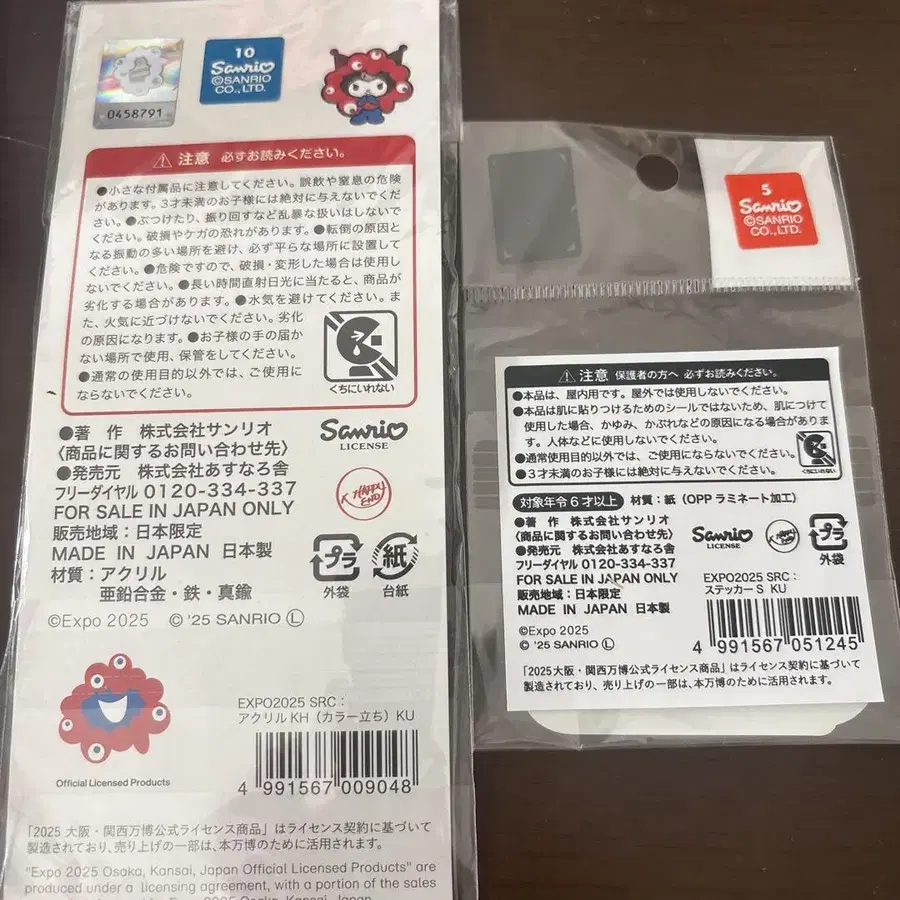 0458791
10
Sanrio
©SANRIO
CO.,LTD.
⚠注意 必ずお読みください。
●小さな付属品に注意してください。誤飲や窒息の危険
があります。3才未満のお子様には絶対に与えないでくだ
さい。●ぶつけたり、振り回すなど乱暴な扱いはしないで
ください。破損やケガの恐れがあります。●転倒の原因と
なる振動の多い場所を避け、必ず平らな場所に設置して
ください。●危険ですので、破損・変形した場合は使用し
ないでください。●長い時間直射日光に当たると、商品が
劣化する場合があります。●水気を避けてください。ま
た、火気に近づけないでください。劣化
の原因になります。●お子様の手の届か
ない場所で使用、保管をしてください。
●通常の使用目的以外では、ご使用に
ならないでください。
くちにいれない
●著 作 株式会社サンリオ
〈商品に関するお問い合わせ先〉
●発売元 株式会社あすなろ舎
フリーダイヤル 0120-334-337
FOR SALE IN JAPAN ONLY
販売地域：日本限定
MADE IN JAPAN 日本製
材質：アクリル
亜鉛合金・鉄・真鍮
Sanrio
LICENSE
HAPPY
END
プラ
外袋
紙
台紙
©Expo 2025 © '25 SANRIO Ⓛ
Official Licensed Products
EXPO2025 SRC：
アクリルKH（カラー立ち）KU
4 991567 009048
「2025 大阪・関西万博公式ライセンス商品」はライセンス契約に基づいて
製造されており、売り上げの一部は、本万博のために活用されます。
"Expo 2025 Osaka, Kansai, Japan Official Licensed Products" are
produced under a licensing agreement, with a portion of the sales
5
Sanrio
©SANRIO
CO.,LTD.
⚠注意 保護者の方へ 必ずお読みください。
●本品は、屋内用です。屋外では使用しないでください。
●本品は肌に貼りつけるためのシールではないため、肌につけて
使用した場合、かゆみ、かぶれなどの原因になる場合があり
ます。人体などに使用しないでください。
●通常使用目的以外では、ご使用にならないでください。
●3才未満のお子様には絶対に与えないでください。
くちにいれない
対象年令6才以上 材質：紙（OPP ラミネート加工）
●著 作 株式会社サンリオ
〈商品に関するお問い合わせ先〉
●発売元 株式会社あすなろ舎
フリーダイヤル 0120-334-337
FOR SALE IN JAPAN ONLY
販売地域：日本限定
MADE IN JAPAN 日本製
Sanrio
LICENSE
プラ
外袋
©Expo 2025
© '25 SANRIO Ⓛ
EXPO2025 SRC：
ステッカー S KU
4 991567 051245
「2025大阪・関西万博公式ライセンス商品」はライセンス契約に基づいて
製造されており、売り上げの一部は、本万博のために活用されます。